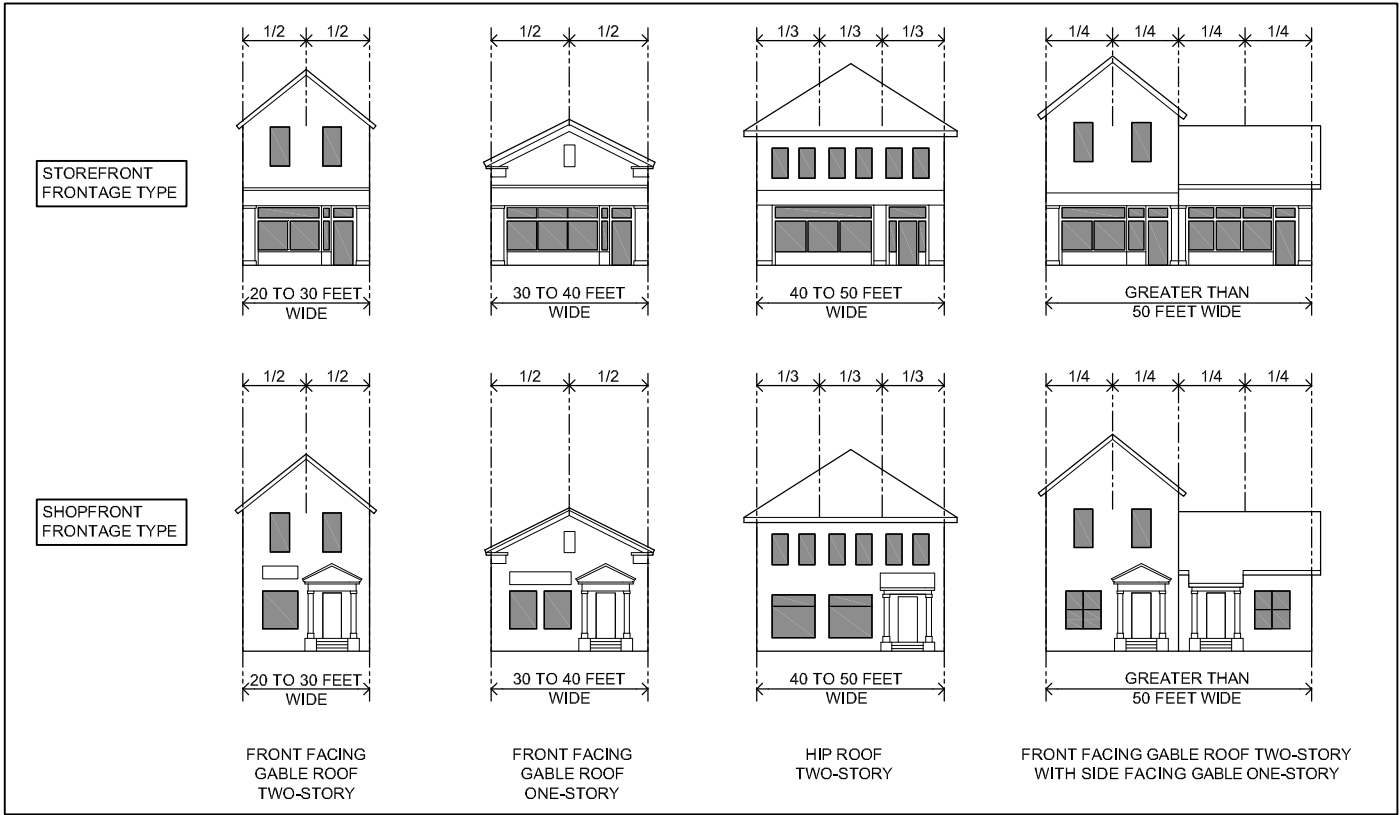 1/2 1/2 1/2 1/2 1/3 1/3 1/3 1/4 1/4 1/4 1/4
STOREFRONT
FRONTAGE TYPE
20 TO 30 FEET
WIDE
30 TO 40 FEET
WIDE
40 TO 50 FEET
WIDE
GREATER THAN
50 FEET WIDE
1/2 1/2 1/2 1/2 1/3 1/3 1/3 1/4 1/4 1/4 1/4
SHOPFRONT
FRONTAGE TYPE
20 TO 30 FEET
WIDE
30 TO 40 FEET
WIDE
40 TO 50 FEET
WIDE
GREATER THAN
50 FEET WIDE
FRONT FACING
GABLE ROOF
TWO-STORY
FRONT FACING
GABLE ROOF
ONE-STORY
HIP ROOF
TWO-STORY
FRONT FACING GABLE ROOF TWO-STORY
WITH SIDE FACING GABLE ONE-STORY